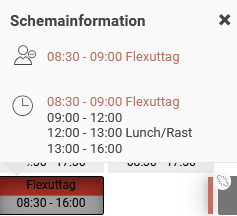 Schemainformation
08:30 - 09:00 Flexuttag
08:30 - 09:00 Flexuttag
09:00 - 12:00
12:00 - 13:00 Lunch/Rast
13:00 - 16:00
Flexuttag
08:30 - 16:00